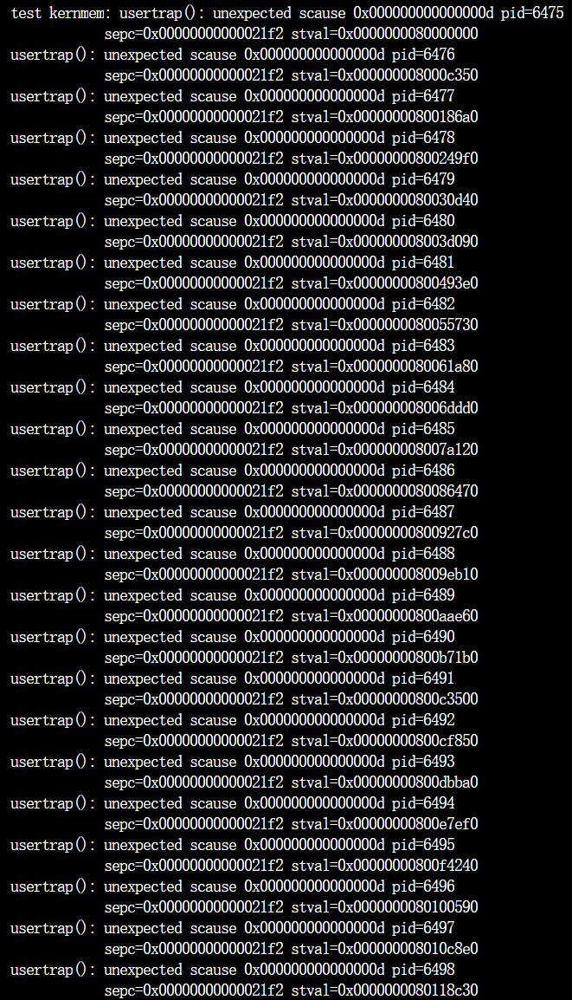 test kernmem: usertrap(): unexpected scause 0x000000000000000d pid=6475
sepc=0x00000000000021f2 stval=0x0000000080000000
usertrap(): unexpected scause 0x000000000000000d pid=6476
sepc=0x00000000000021f2 stval=0x000000008000c350
usertrap(): unexpected scause 0x000000000000000d pid=6477
sepc=0x00000000000021f2 stval=0x00000000800186a0
usertrap(): unexpected scause 0x000000000000000d pid=6478
sepc=0x00000000000021f2 stval=0x00000000800249f0
usertrap(): unexpected scause 0x000000000000000d pid=6479
sepc=0x00000000000021f2 stval=0x0000000080030d40
usertrap(): unexpected scause 0x000000000000000d pid=6480
sepc=0x00000000000021f2 stval=0x000000008003d090
usertrap(): unexpected scause 0x000000000000000d pid=6481
sepc=0x00000000000021f2 stval=0x00000000800493e0
usertrap(): unexpected scause 0x000000000000000d pid=6482
sepc=0x00000000000021f2 stval=0x0000000080055730
usertrap(): unexpected scause 0x000000000000000d pid=6483
sepc=0x00000000000021f2 stval=0x0000000080061a80
usertrap(): unexpected scause 0x000000000000000d pid=6484
sepc=0x00000000000021f2 stval=0x000000008006ddd0
usertrap(): unexpected scause 0x000000000000000d pid=6485
sepc=0x00000000000021f2 stval=0x000000008007a120
usertrap(): unexpected scause 0x000000000000000d pid=6486
sepc=0x00000000000021f2 stval=0x0000000080086470
usertrap(): unexpected scause 0x000000000000000d pid=6487
sepc=0x00000000000021f2 stval=0x00000000800927c0
usertrap(): unexpected scause 0x000000000000000d pid=6488
sepc=0x00000000000021f2 stval=0x000000008009eb10
usertrap(): unexpected scause 0x000000000000000d pid=6489
sepc=0x00000000000021f2 stval=0x00000000800aae60
usertrap(): unexpected scause 0x000000000000000d pid=6490
sepc=0x00000000000021f2 stval=0x00000000800b71b0
usertrap(): unexpected scause 0x000000000000000d pid=6491
sepc=0x00000000000021f2 stval=0x00000000800c3500
usertrap(): unexpected scause 0x000000000000000d pid=6492
sepc=0x00000000000021f2 stval=0x00000000800cf850
usertrap(): unexpected scause 0x000000000000000d pid=6493
sepc=0x00000000000021f2 stval=0x00000000800dbba0
usertrap(): unexpected scause 0x000000000000000d pid=6494
sepc=0x00000000000021f2 stval=0x00000000800e7ef0
usertrap(): unexpected scause 0x000000000000000d pid=6495
sepc=0x00000000000021f2 stval=0x00000000800f4240
usertrap(): unexpected scause 0x000000000000000d pid=6496
sepc=0x00000000000021f2 stval=0x0000000080100590
usertrap(): unexpected scause 0x000000000000000d pid=6497
sepc=0x00000000000021f2 stval=0x000000008010c8e0
usertrap(): unexpected scause 0x000000000000000d pid=6498
sepc=0x00000000000021f2 stval=0x0000000080118c30